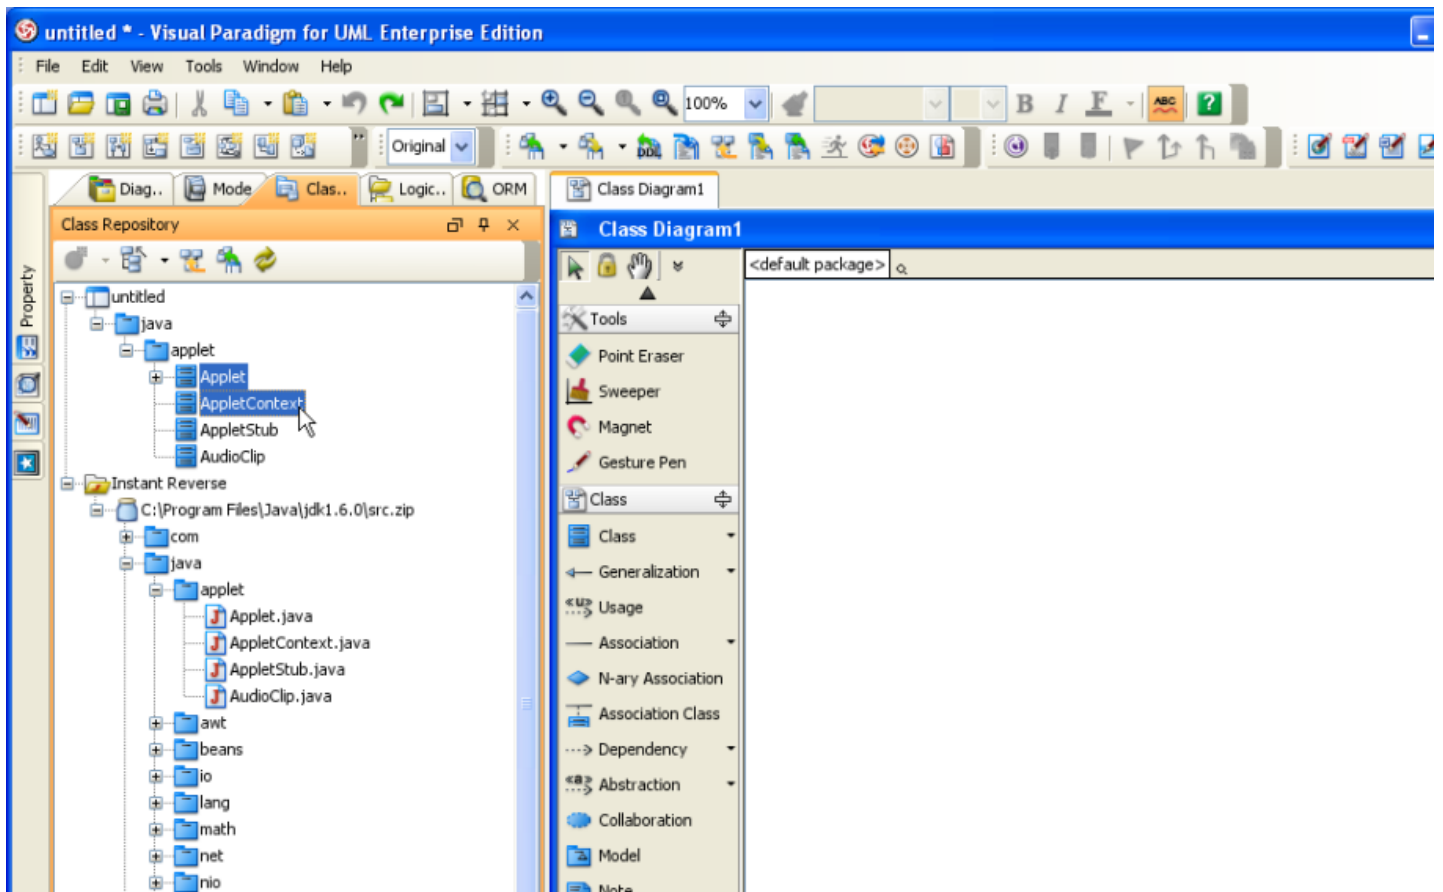 untitled * - Visual Paradigm for UML Enterprise Edition
File Edit View Tools Window Help
100% B I F ABC ?
Original DDL
Diag.. Mode Clas.. Logic.. ORM Class Diagram1
Class Repository
Class Diagram1
<default package>
Property
untitled
java
applet
Applet
AppletContext
AppletStub
AudioClip
Instant Reverse
C:\Program Files\Java\jdk1.6.0\src.zip
com
java
applet
Applet.java
AppletContext.java
AppletStub.java
AudioClip.java
awt
beans
io
lang
math
net
nio
Tools
Point Eraser
Sweeper
Magnet
Gesture Pen
Class
Class
Generalization
Usage
Association
N-ary Association
Association Class
Dependency
Abstraction
Collaboration
Model
Note